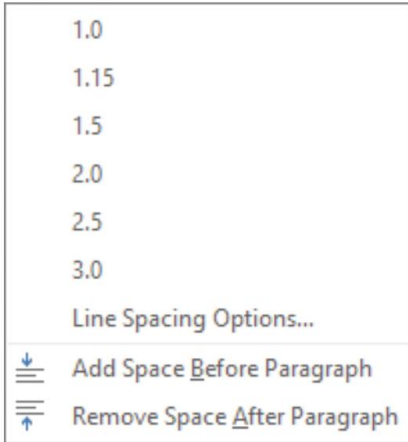 1.0
1.15
1.5
2.0
2.5
3.0
Line Spacing Options...
Add Space Before Paragraph
Remove Space After Paragraph